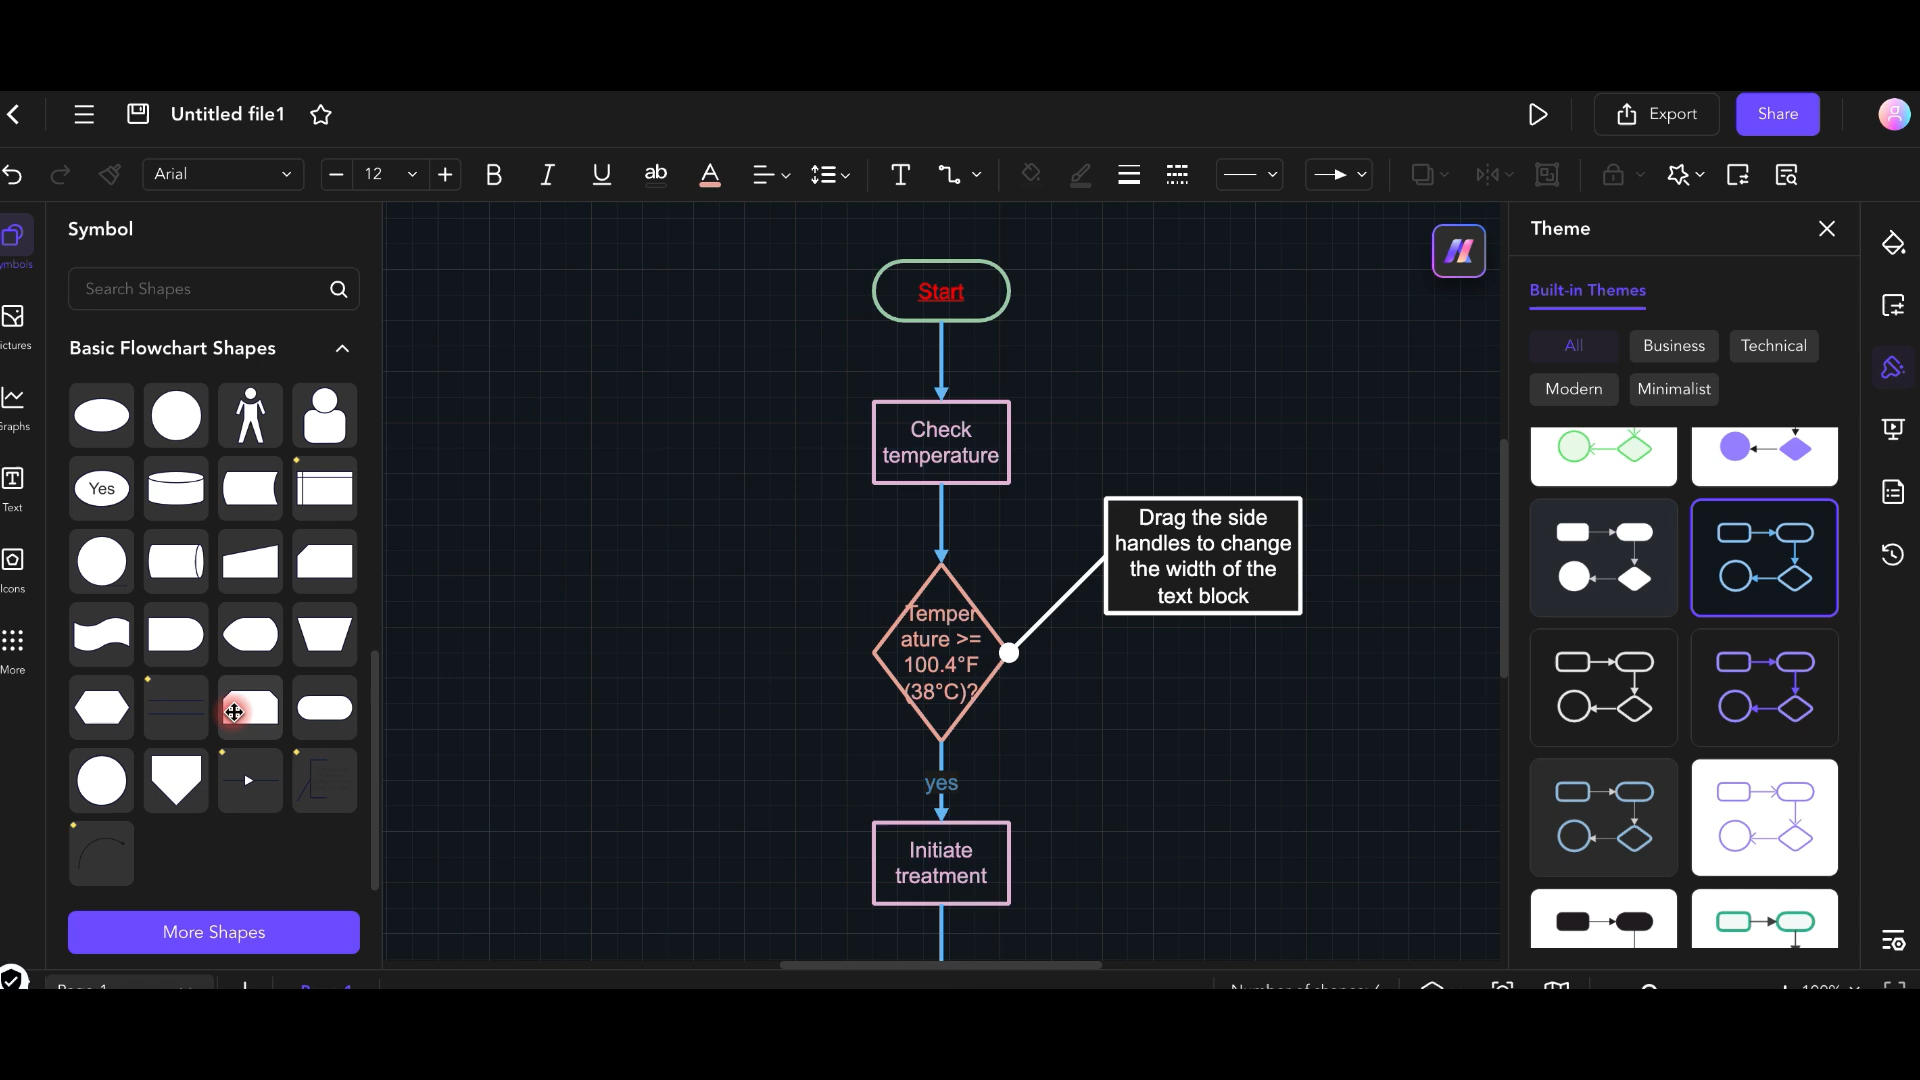 Untitled file1
Export
Share
Arial
12
Symbol
Theme
Search Shapes
Built-in Themes
Basic Flowchart Shapes
All
Business
Technical
Modern
Minimalist
Yes
Text
More
More Shapes
Start
Check
temperature
Drag the side
handles to change
the width of the
text block
Temper
ature >=
100.4°F
(38°C)?
yes
Initiate
treatment